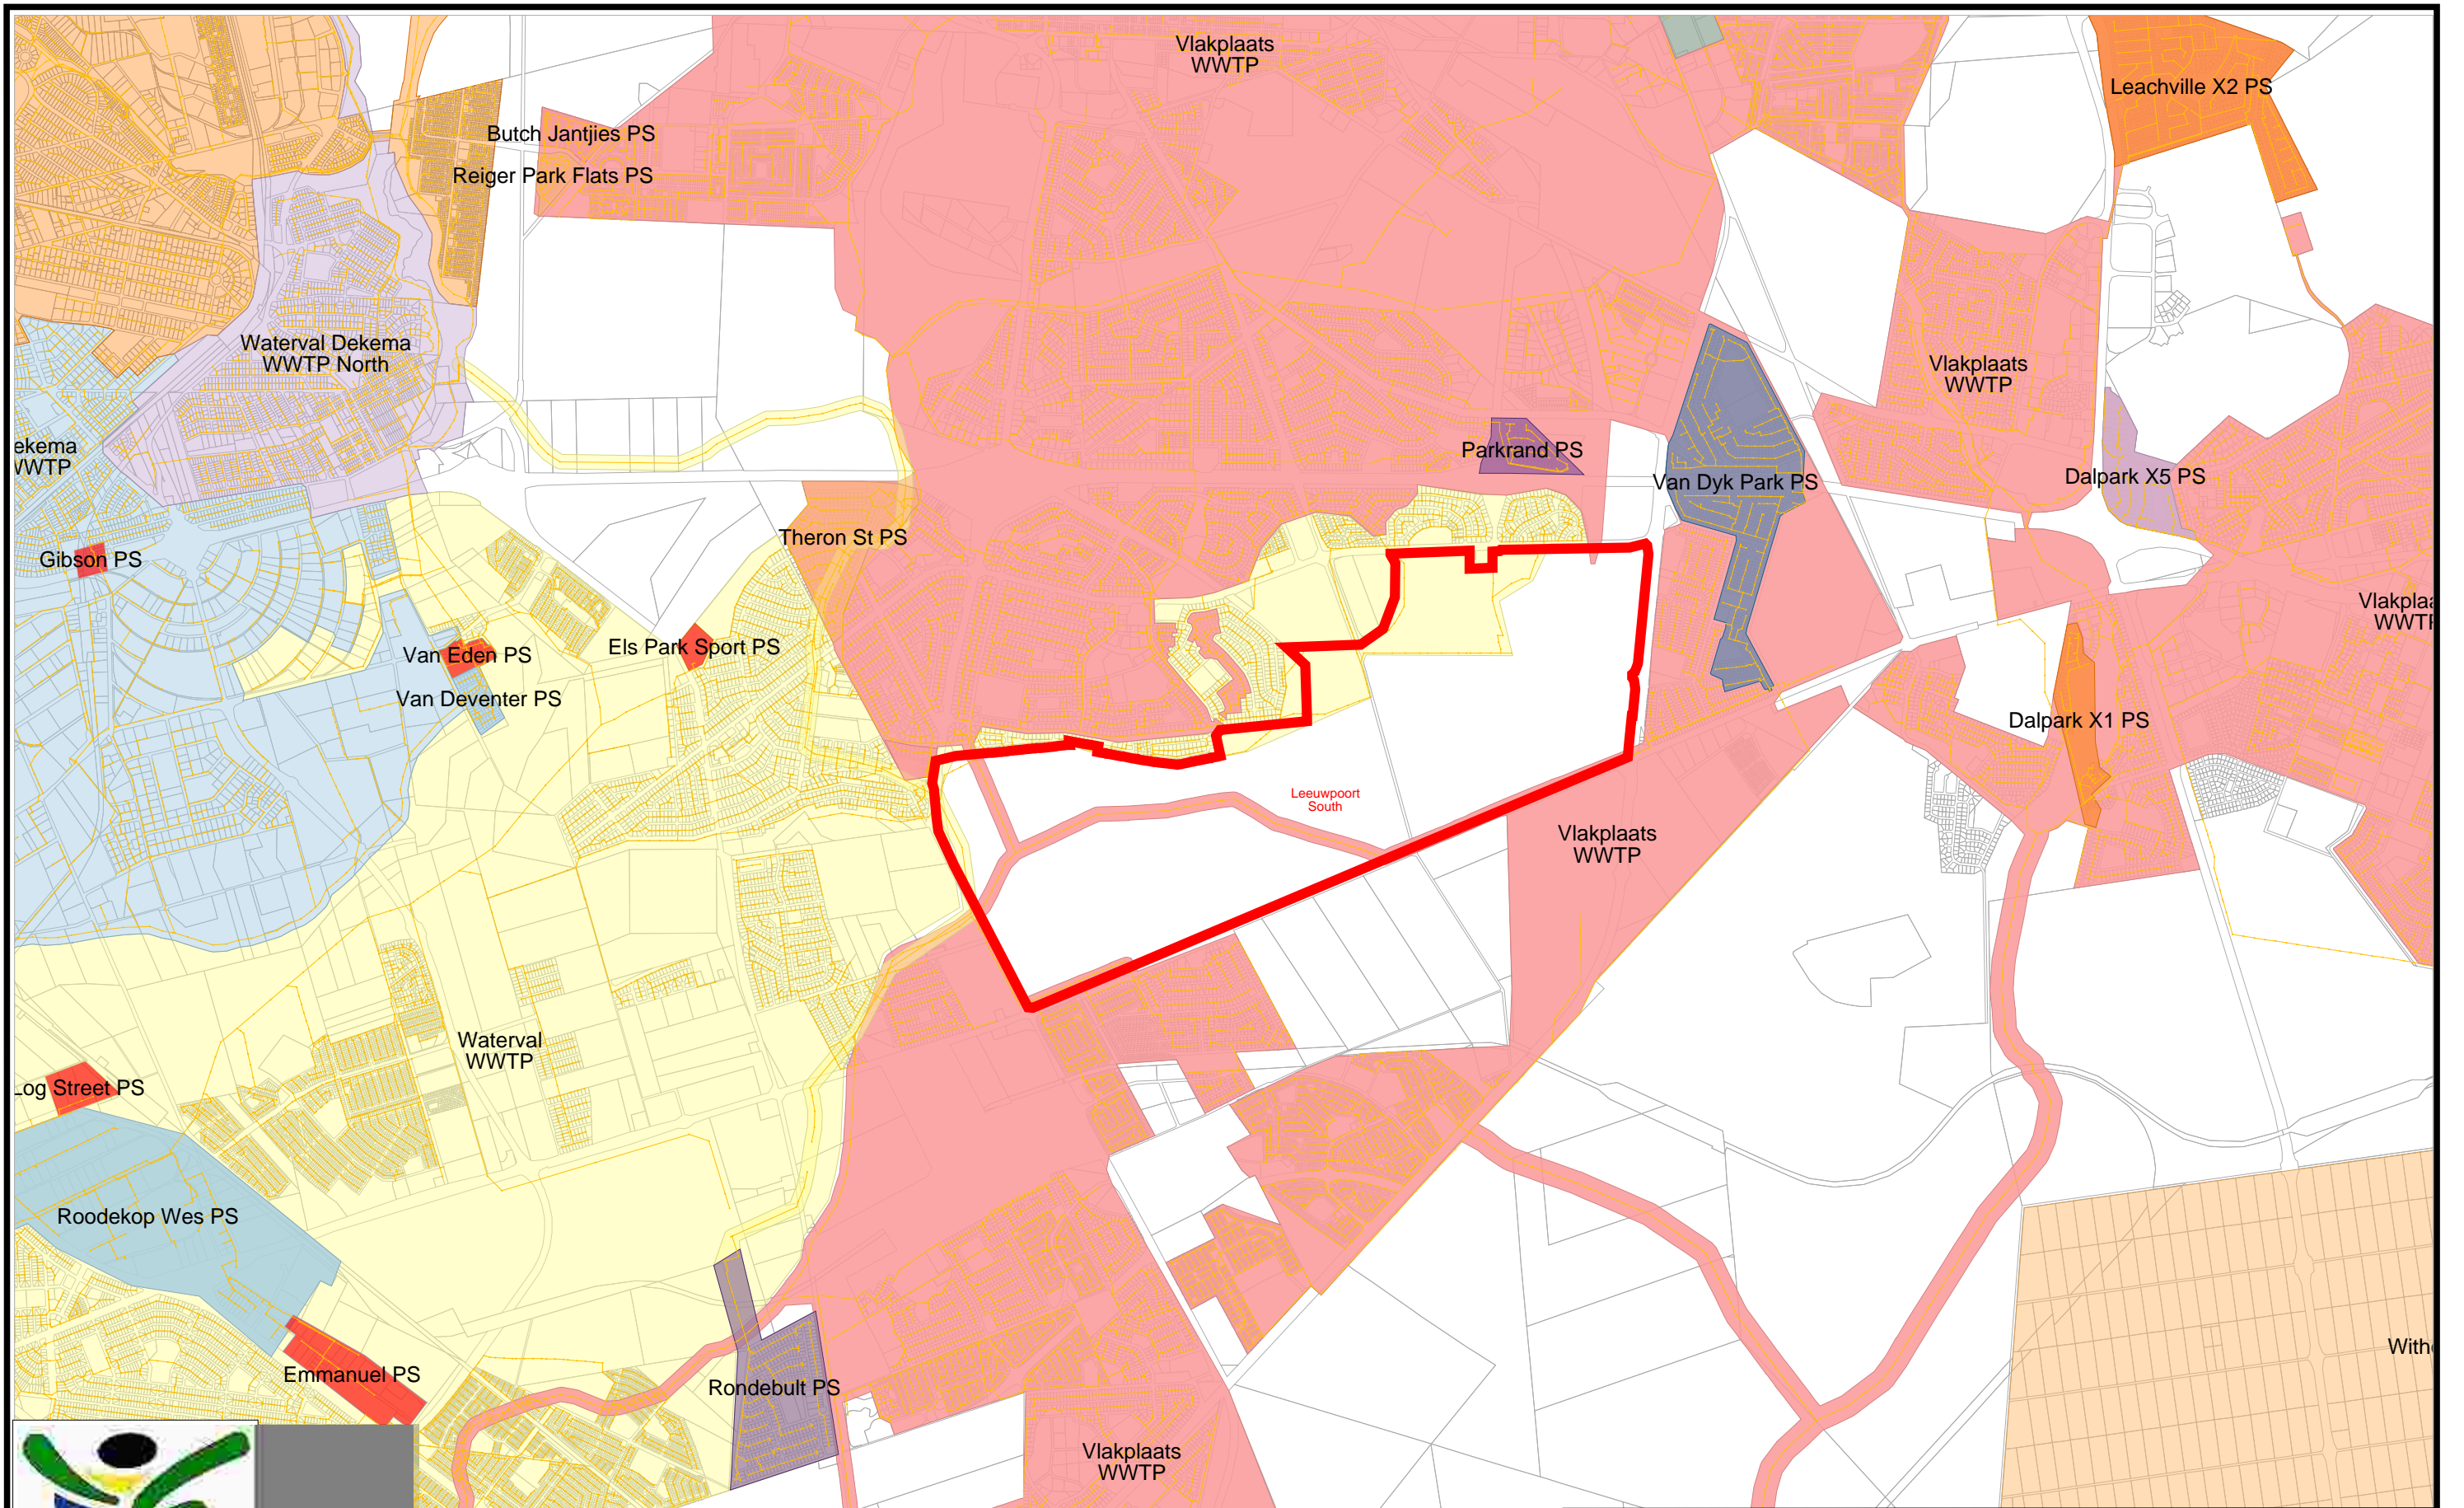 Vlakplaats
WWTP
Leachville X2 PS
Butch Jantjies PS
Reiger Park Flats PS
Waterval Dekema
WWTP North
Vlakplaats
WWTP
ekema
WWTP
Parkrand PS
Van Dyk Park PS
Dalpark X5 PS
Theron St PS
Gibson PS
Els Park Sport PS
Van Eden PS
Van Deventer PS
Vlakplaa
WWTP
Dalpark X1 PS
Leeuwpoort
South
Vlakplaats
WWTP
Waterval
WWTP
Log Street PS
Roodekop Wes PS
Emmanuel PS
Rondebult PS
Witho
Vlakplaats
WWTP